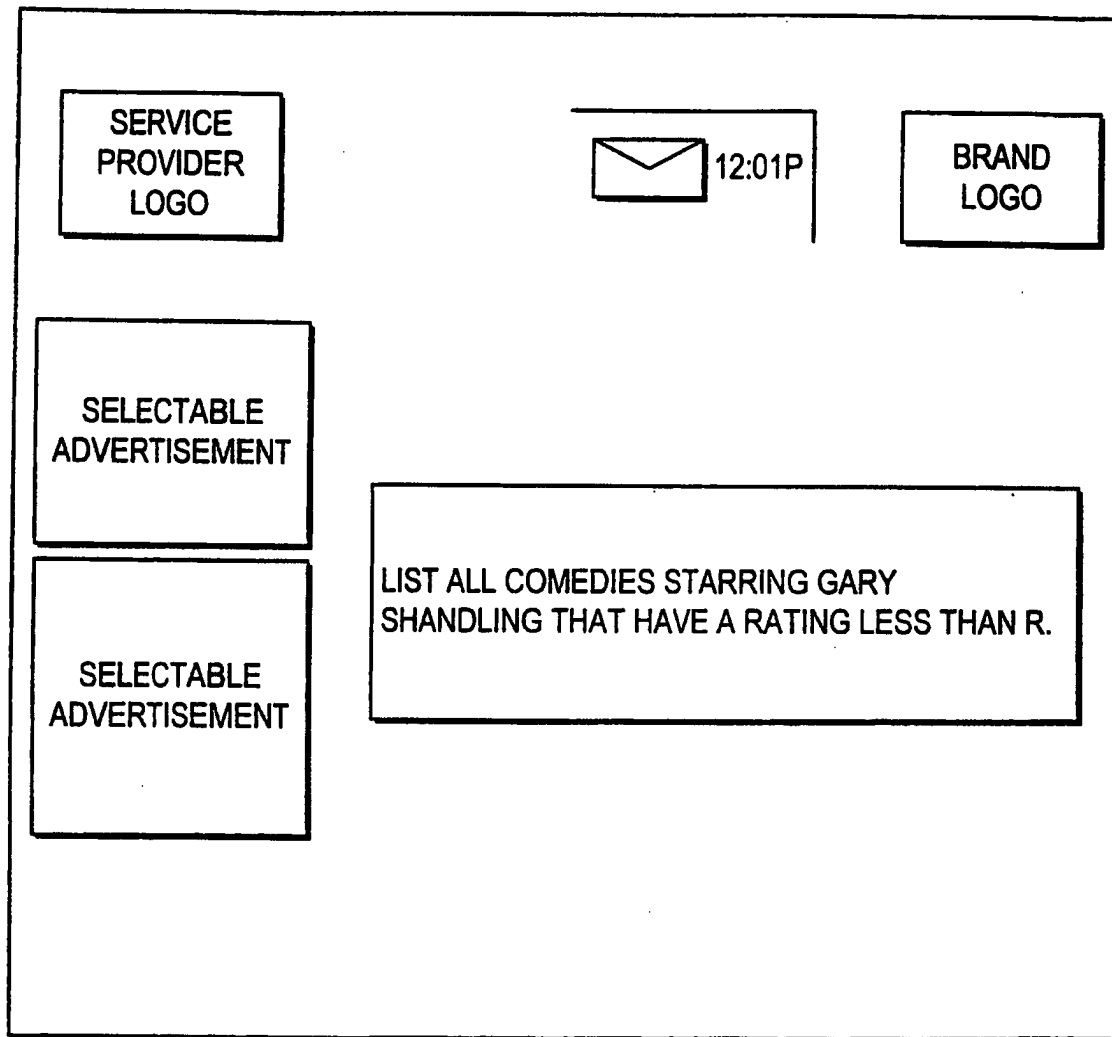 SERVICE
PROVIDER
LOGO
12:01P
BRAND
LOGO
SELECTABLE
ADVERTISEMENT
LIST ALL COMEDIES STARRING GARY
SHANDLING THAT HAVE A RATING LESS THAN R.
SELECTABLE
ADVERTISEMENT